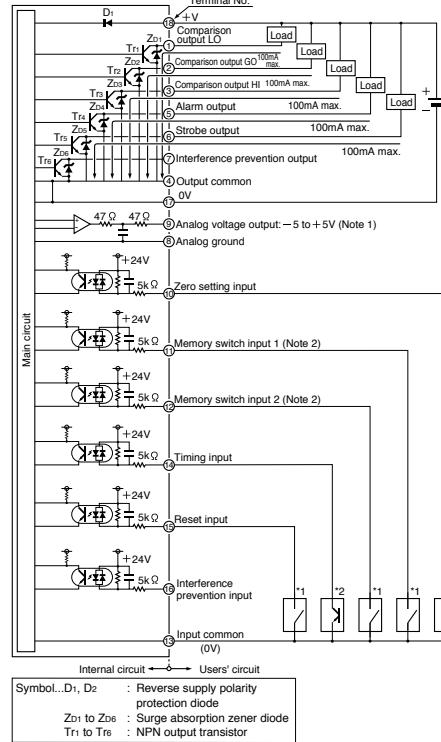 Terminal No.
D1
18 +V
Comparison
output LO
ZD1
1
Load
Tr1
ZD2
2 Comparison output GO 100mA max.
Load
Tr2
ZD3
3 Comparison output HI 100mA max.
Load
Tr3
ZD4
5 Alarm output 100mA max.
Load
Tr4
ZD5
6 Strobe output 100mA max.
Load
Tr5
ZD6
7 Interference prevention output 100mA max.
Tr6
4 Output common
0V
17
+
−
47 Ω 47 Ω
9 Analog voltage output: −5 to +5V (Note 1)
8 Analog ground
Main circuit
+24V
5kΩ
10 Zero setting input
+24V
5kΩ
11 Memory switch input 1 (Note 2)
+24V
5kΩ
12 Memory switch input 2 (Note 2)
+24V
5kΩ
14 Timing input
+24V
5kΩ
15 Reset input
+24V
5kΩ
16 Interference
prevention input
*1 *2 *1 *1
13 Input common
(0V)
Internal circuit Users' circuit
Symbol...D1, D2 : Reverse supply polarity
protection diode
ZD1 to ZD6 : Surge absorption zener diode
Tr1 to Tr6 : NPN output transistor